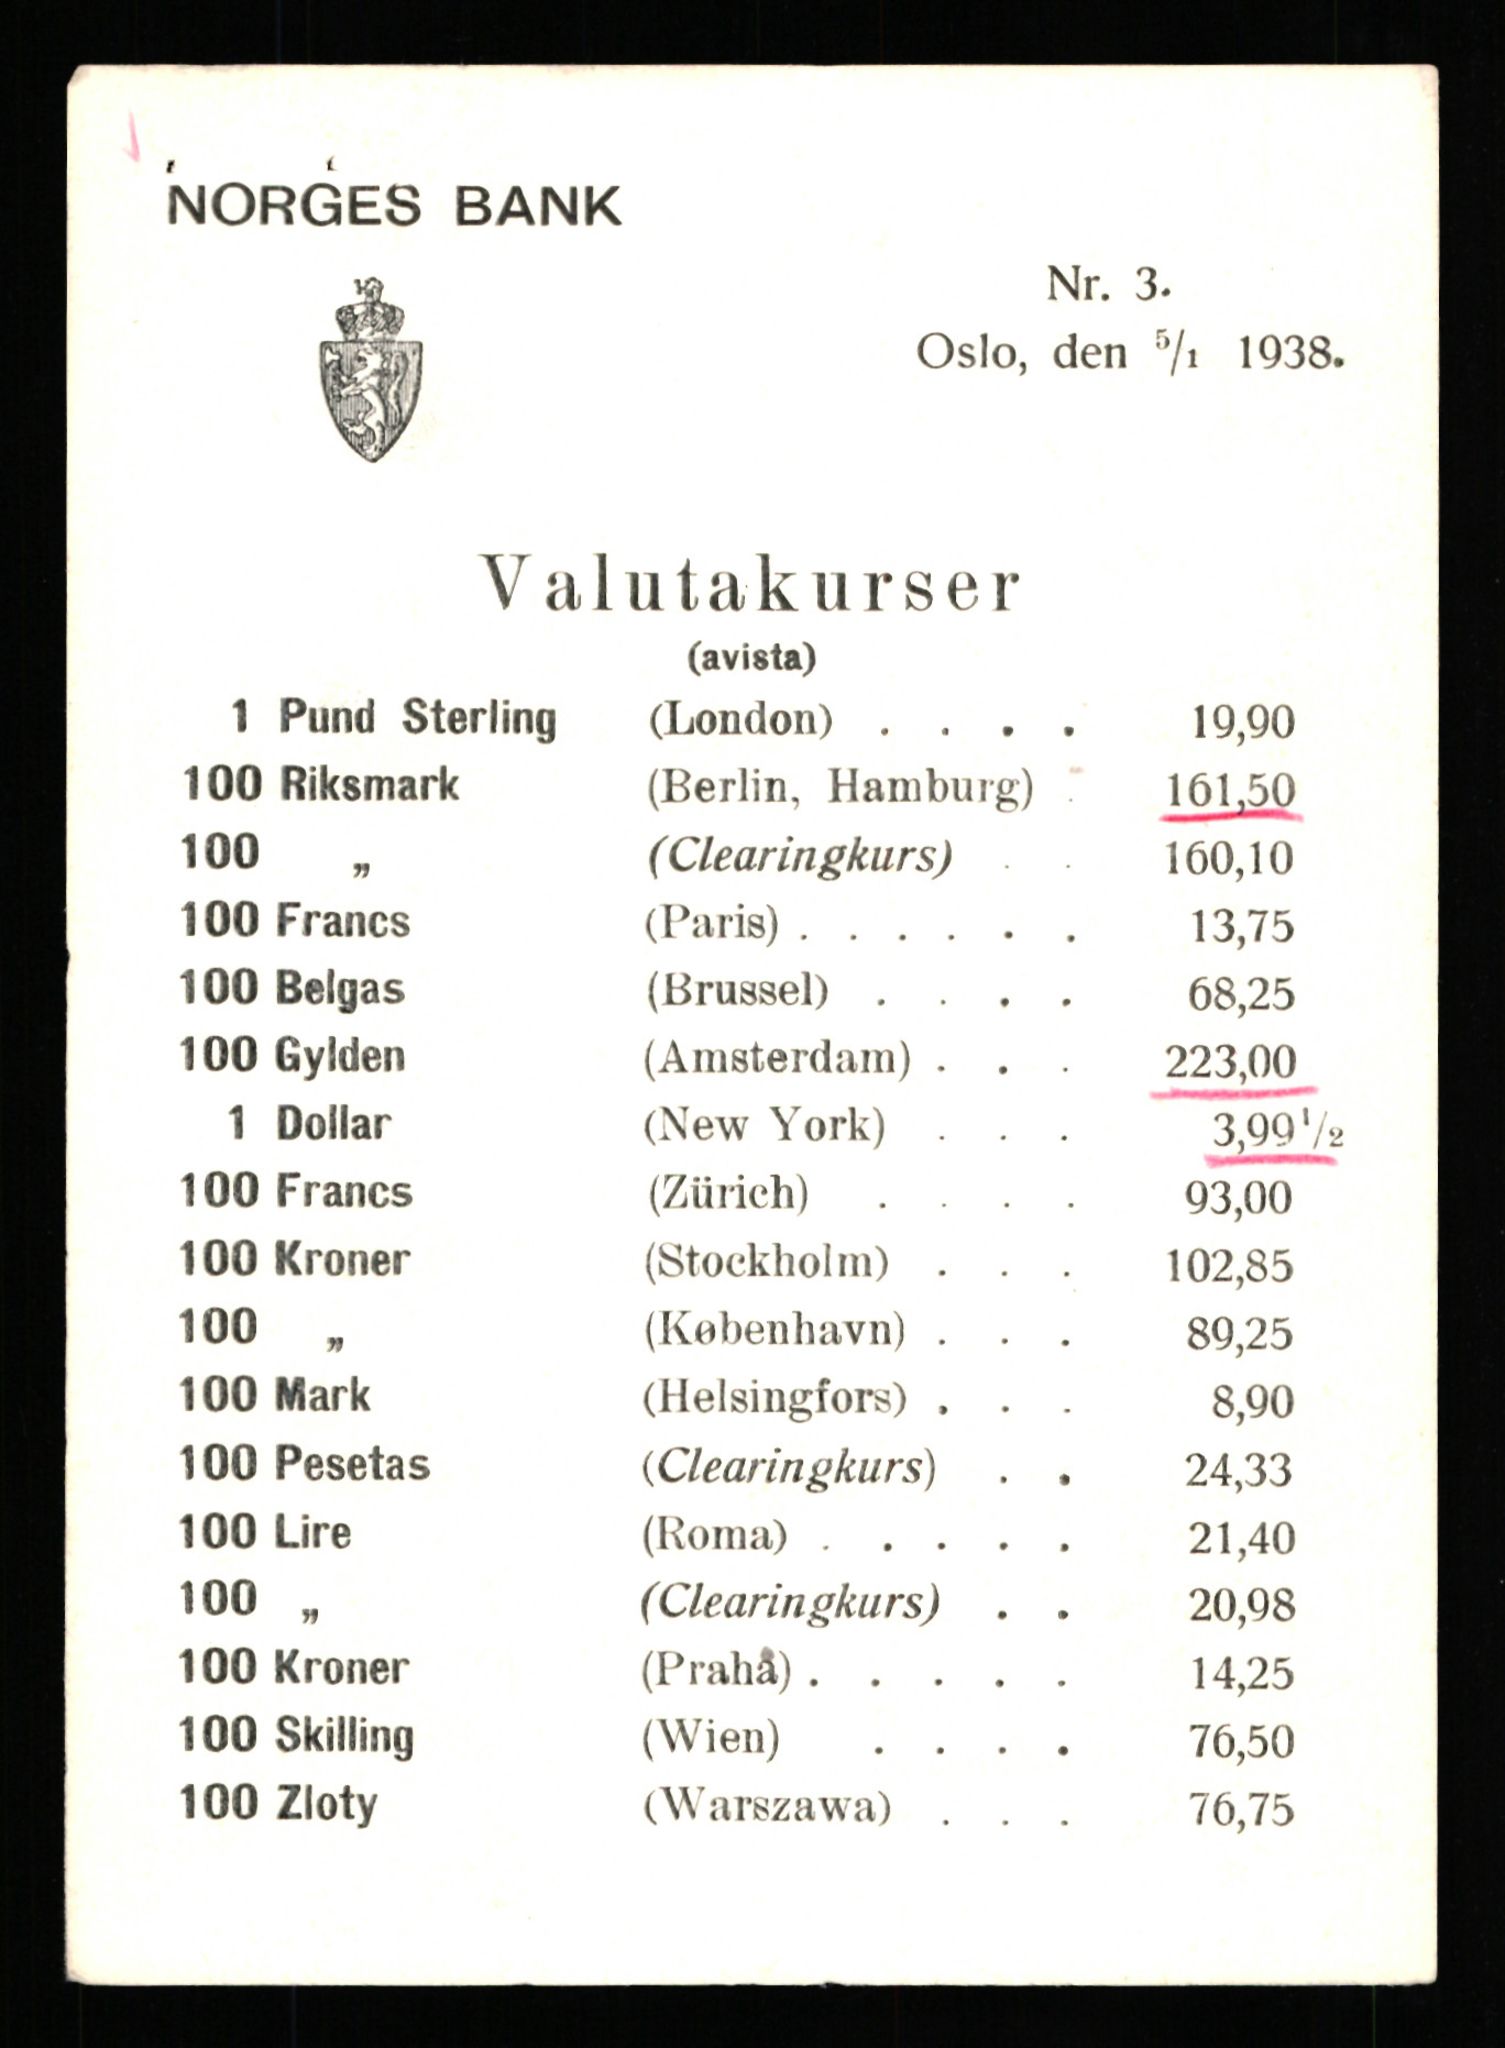 NORGES BANK
Nr. 3.
Oslo, den 5/1 1938.
Valutakurser
(avista)
1 Pund Sterling (London) . . . . 19,90
100 Riksmark (Berlin, Hamburg) . 161,50
100 „ (Clearingkurs) . . 160,10
100 Francs (Paris) . . . . . . 13,75
100 Belgas (Brussel) . . . . 68,25
100 Gylden (Amsterdam) . . . 223,00
1 Dollar (New York) . . . 3,99 1/2
100 Francs (Zürich) . . . . 93,00
100 Kroner (Stockholm) . . . 102,85
100 „ (København) . . . 89,25
100 Mark (Helsingfors) . . . 8,90
100 Pesetas (Clearingkurs) . . 24,33
100 Lire (Roma) . . . . . 21,40
100 „ (Clearingkurs) . . 20,98
100 Kroner (Praha) . . . . . 14,25
100 Skilling (Wien) . . . . 76,50
100 Zloty (Warszawa) . . . 76,75